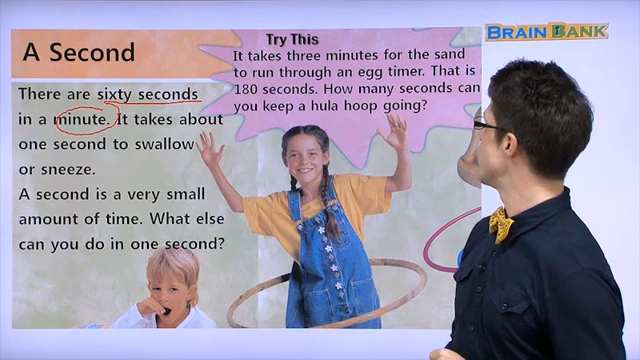 BRAIN BANK
A Second
There are sixty seconds
in a minute. It takes about
one second to swallow
or sneeze.
A second is a very small
amount of time. What else
can you do in one second?
Try This
It takes three minutes for the sand
to run through an egg timer. That is
180 seconds. How many seconds can
you keep a hula hoop going?